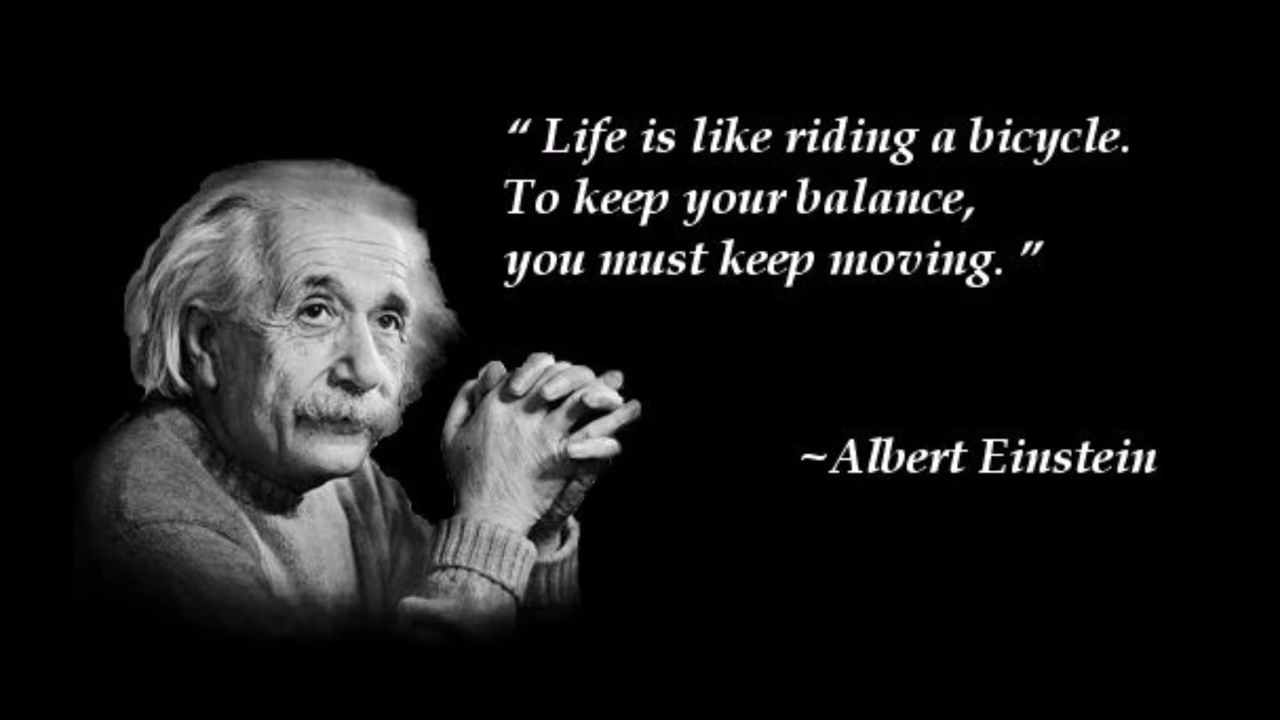 “ Life is like riding a bicycle.
To keep your balance,
you must keep moving. ”
~Albert Einstein